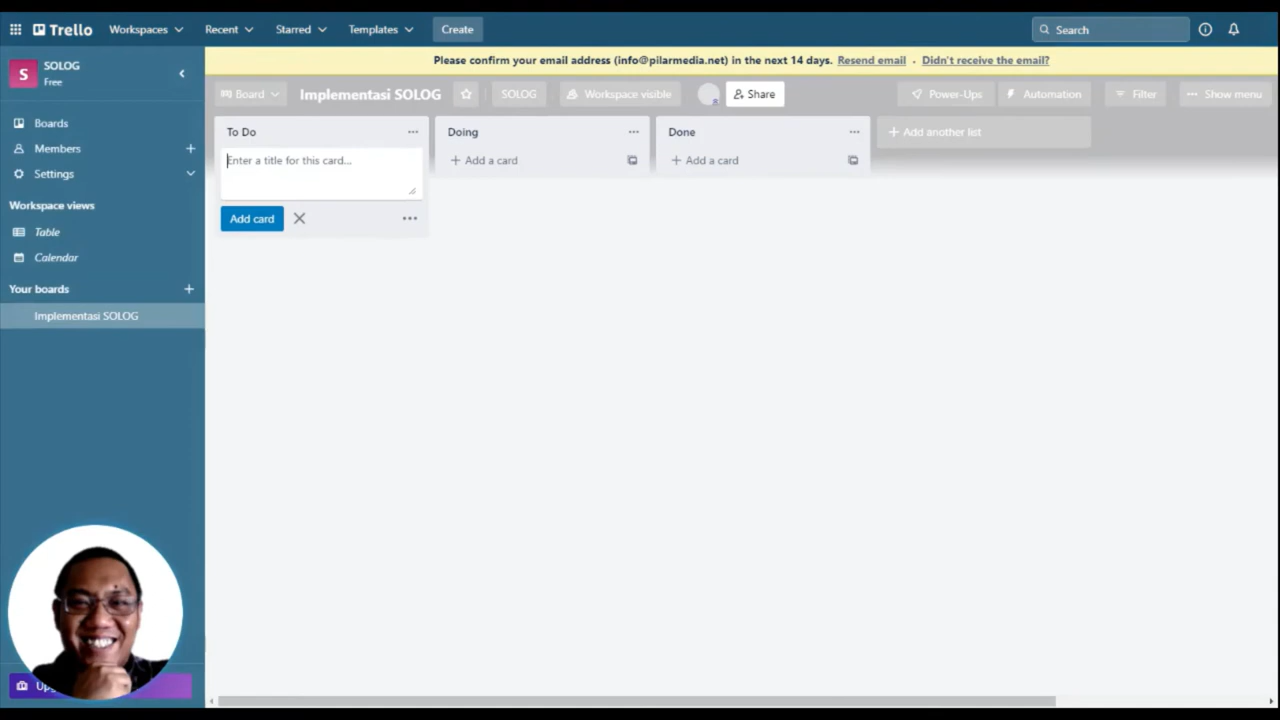 Trello Workspaces Recent Starred Templates Create Search
SOLOG
Free
Please confirm your email address (info@pilarmedia.net) in the next 14 days. Resend email · Didn't receive the email?
Board Implementasi SOLOG SOLOG Workspace visible Share Power-Ups Automation Filter Show menu
Boards
Members
Settings
Workspace views
Table
Calendar
Your boards
Implementasi SOLOG
To Do
Enter a title for this card...
Add card
Doing
Add a card
Done
Add a card
Add another list